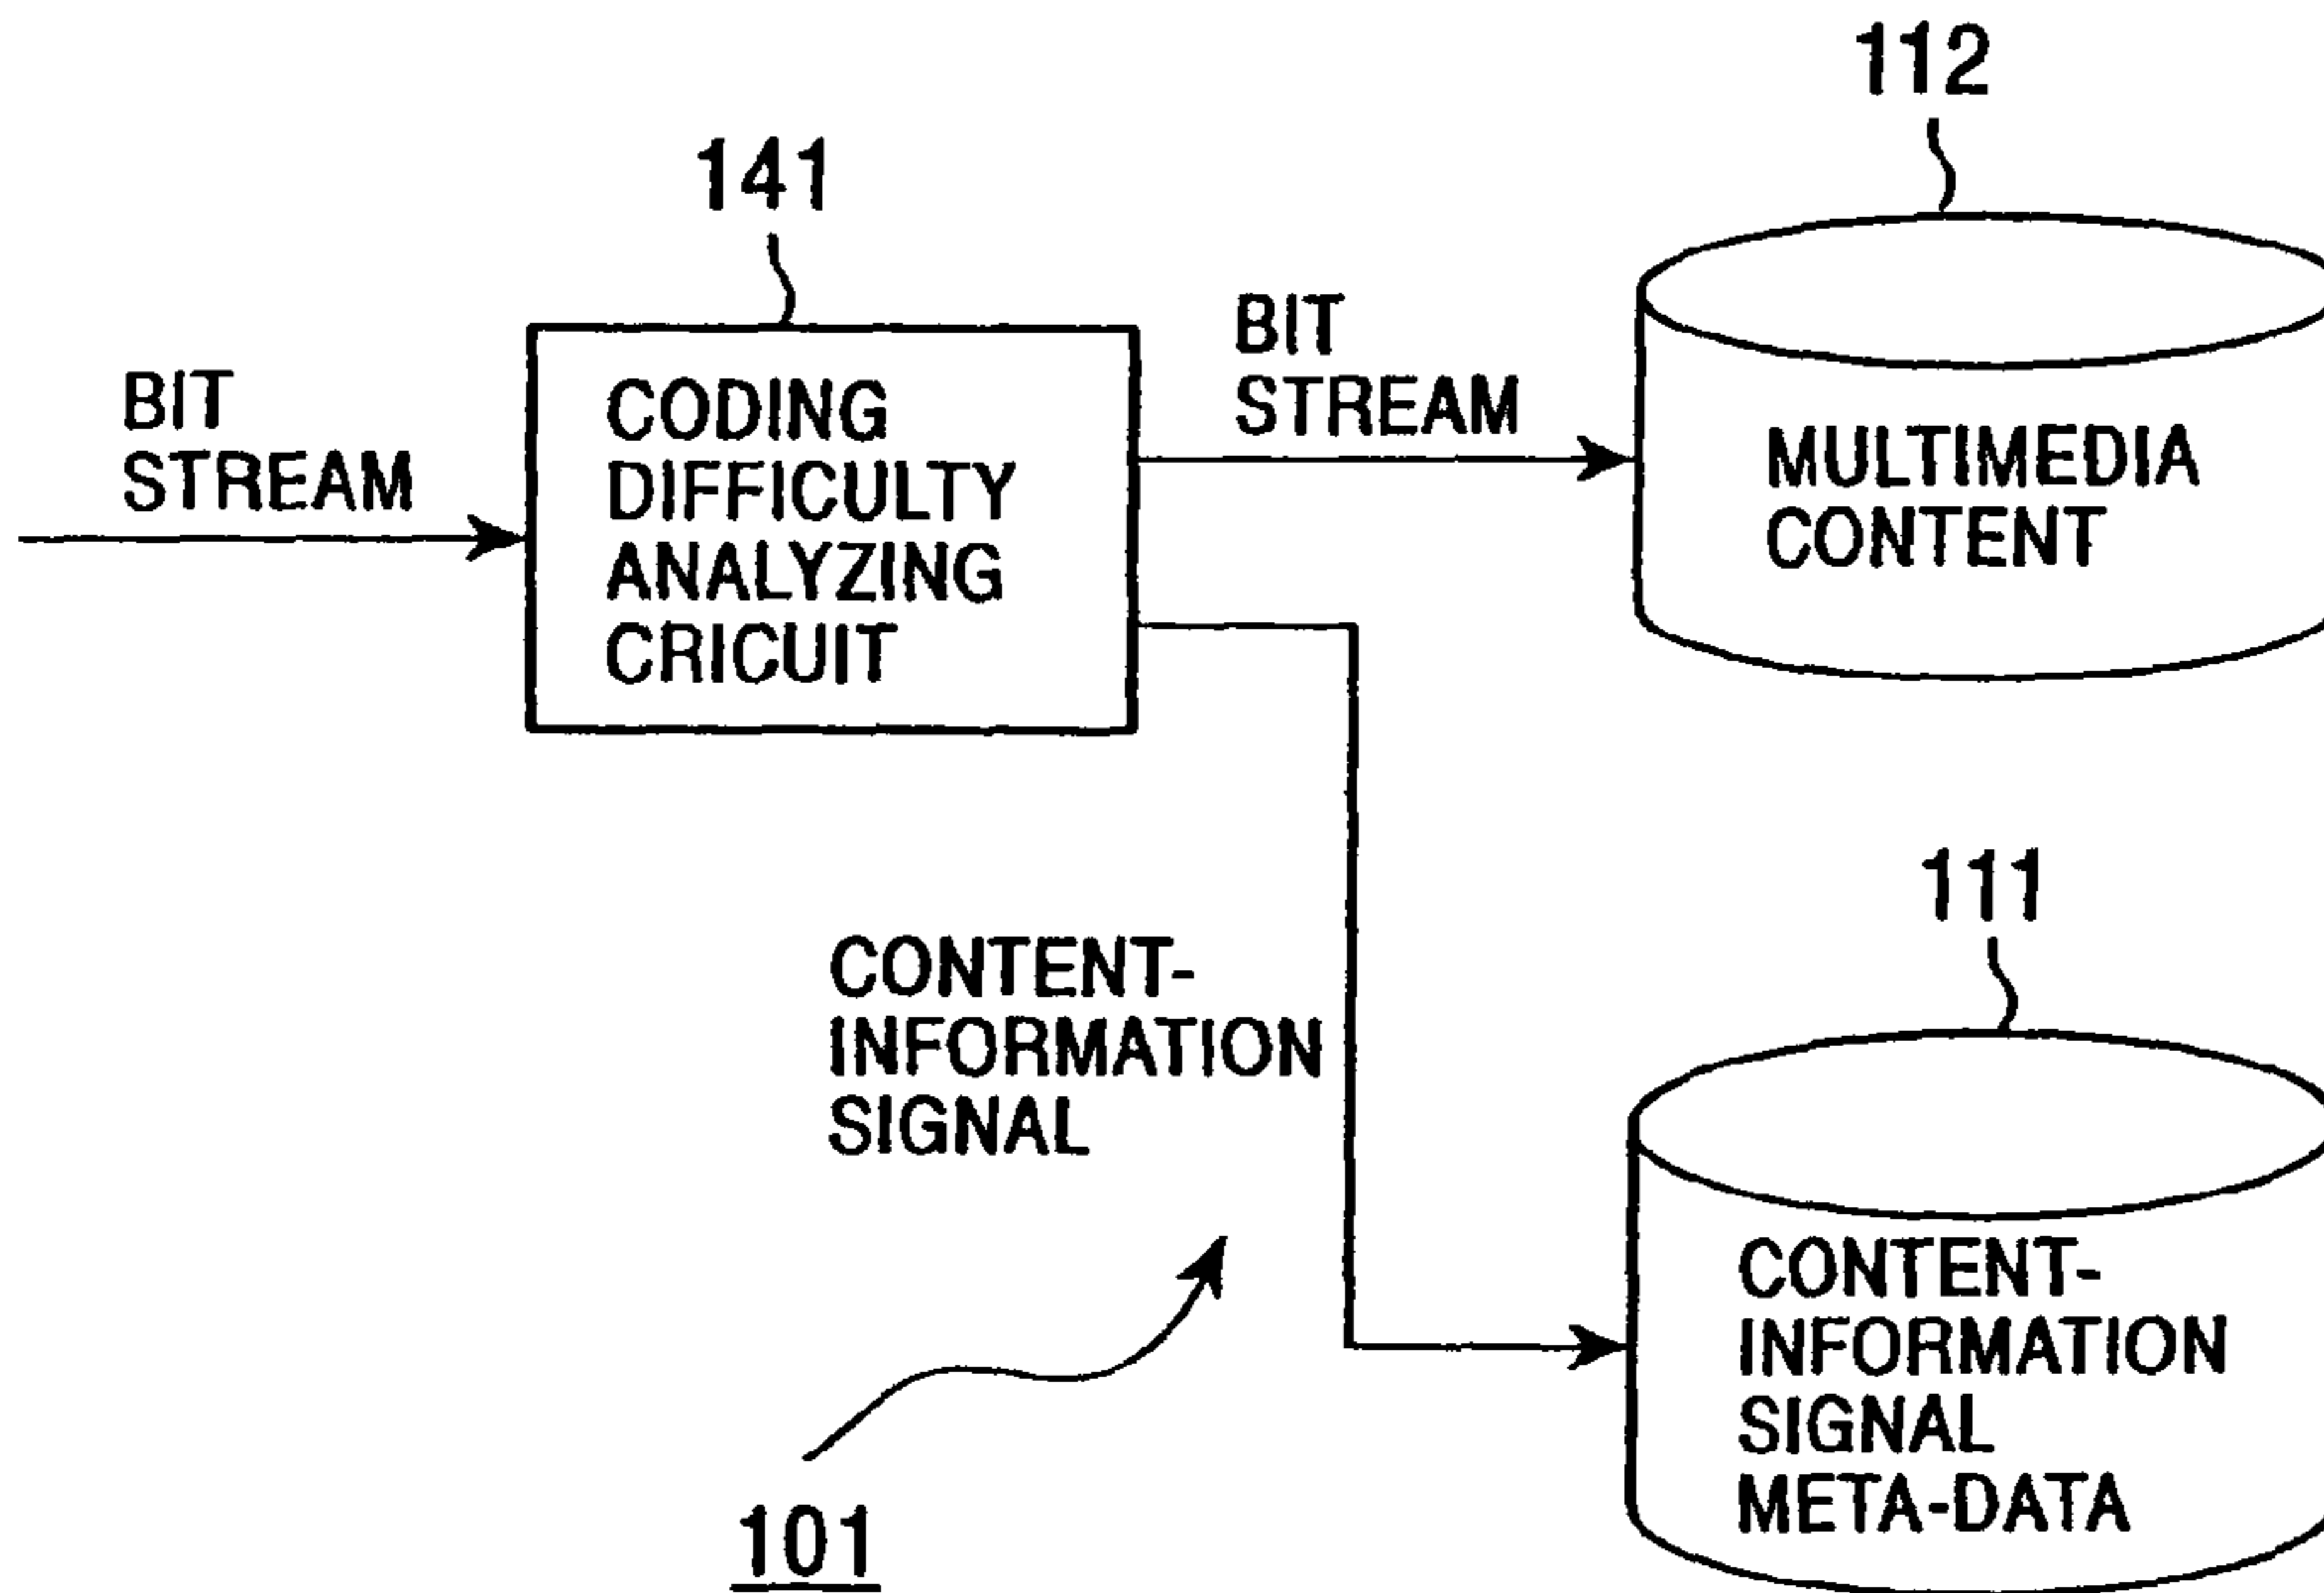 112
141
BIT
STREAM
CODING
DIFFICULTY
ANALYZING
CRICUIT
BIT
STREAM
MULTIMEDIA
CONTENT
111
CONTENT-
INFORMATION
SIGNAL
CONTENT-
INFORMATION
SIGNAL
META-DATA
101